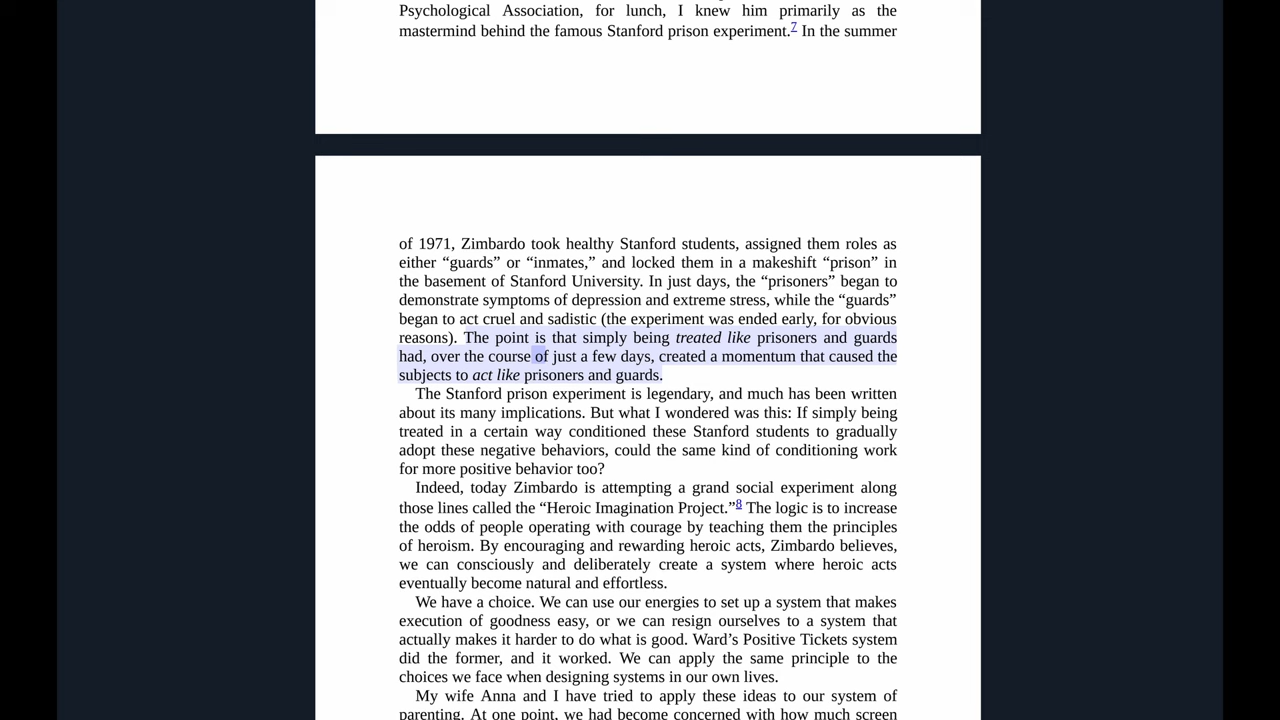 Psychological Association, for lunch, I knew him primarily as the
mastermind behind the famous Stanford prison experiment.7 In the summer
of 1971, Zimbardo took healthy Stanford students, assigned them roles as
either “guards” or “inmates,” and locked them in a makeshift “prison” in
the basement of Stanford University. In just days, the “prisoners” began to
demonstrate symptoms of depression and extreme stress, while the “guards”
began to act cruel and sadistic (the experiment was ended early, for obvious
reasons). The point is that simply being treated like prisoners and guards
had, over the course of just a few days, created a momentum that caused the
subjects to act like prisoners and guards.
The Stanford prison experiment is legendary, and much has been written
about its many implications. But what I wondered was this: If simply being
treated in a certain way conditioned these Stanford students to gradually
adopt these negative behaviors, could the same kind of conditioning work
for more positive behavior too?
Indeed, today Zimbardo is attempting a grand social experiment along
those lines called the “Heroic Imagination Project.”8 The logic is to increase
the odds of people operating with courage by teaching them the principles
of heroism. By encouraging and rewarding heroic acts, Zimbardo believes,
we can consciously and deliberately create a system where heroic acts
eventually become natural and effortless.
We have a choice. We can use our energies to set up a system that makes
execution of goodness easy, or we can resign ourselves to a system that
actually makes it harder to do what is good. Ward’s Positive Tickets system
did the former, and it worked. We can apply the same principle to the
choices we face when designing systems in our own lives.
My wife Anna and I have tried to apply these ideas to our system of
parenting. At one point, we had become concerned with how much screen